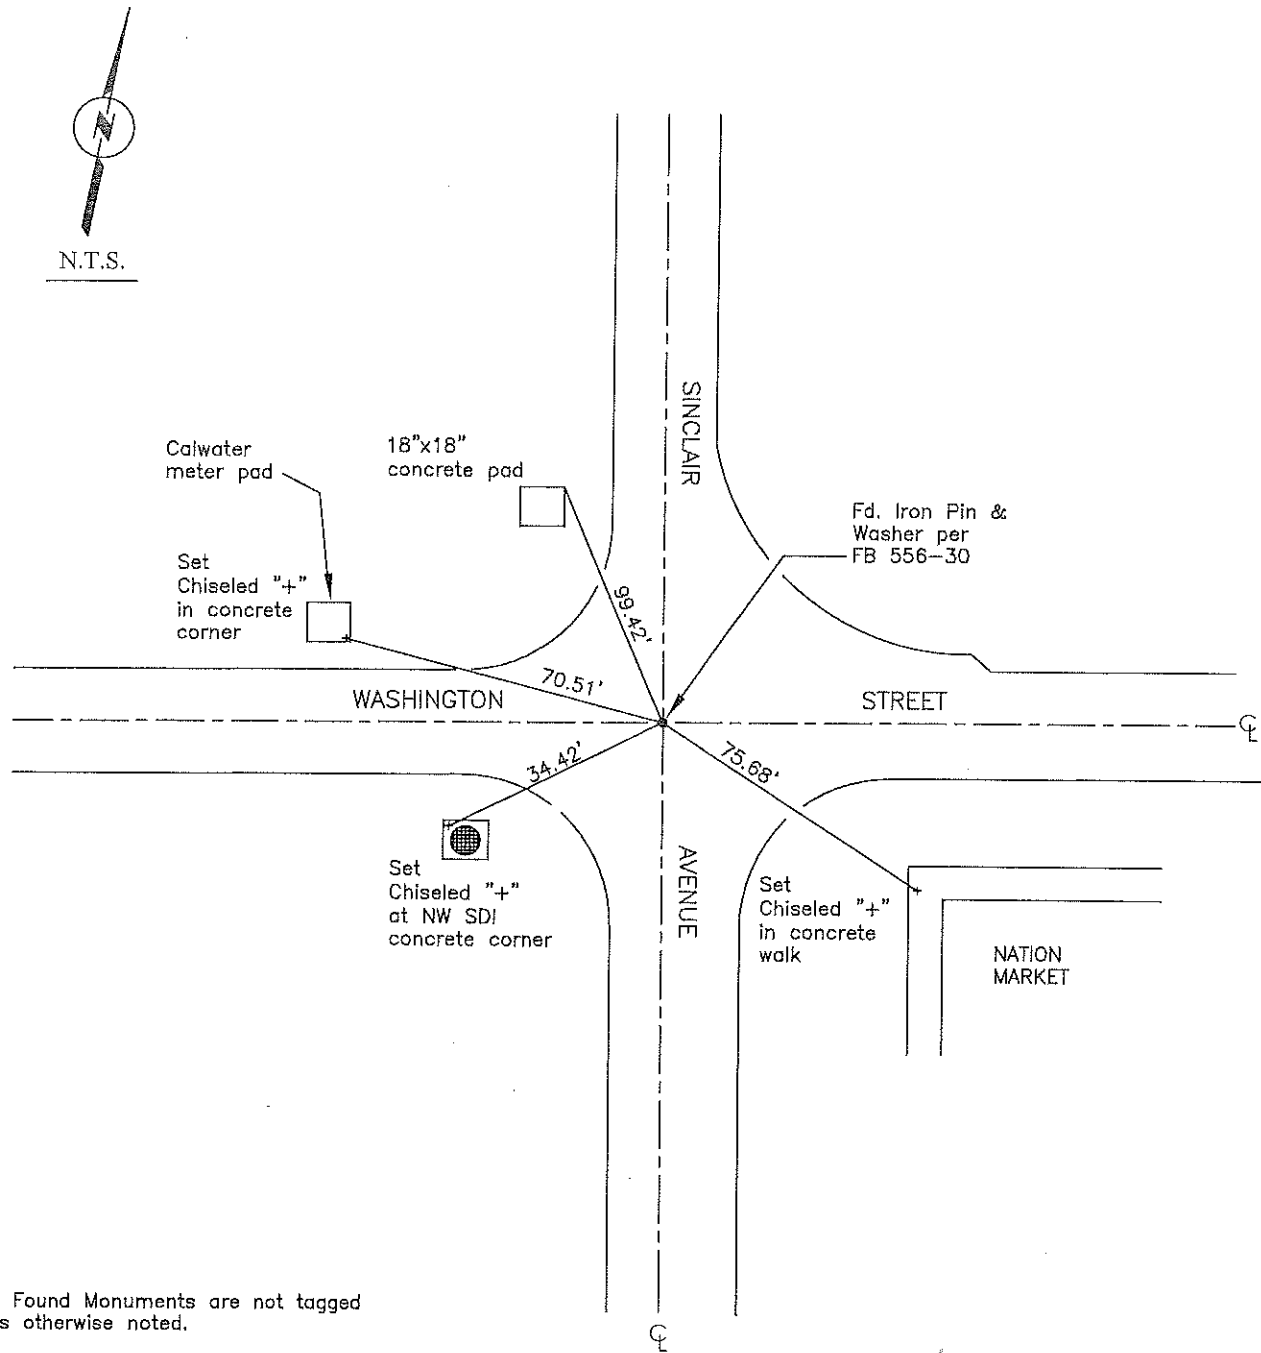 N
N.T.S.
SINCLAIR
Calwater
meter pad
18"x18"
concrete pad
Fd. Iron Pin &
Washer per
FB 556-30
Set
Chiseled "+"
in concrete
corner
99.42'
70.51'
WASHINGTON
STREET
℄
34.42'
75.68'
Set
Chiseled "+"
at NW SDI
concrete corner
AVENUE
Set
Chiseled "+"
in concrete
walk
NATION
MARKET
Found Monuments are not tagged
s otherwise noted.
℄